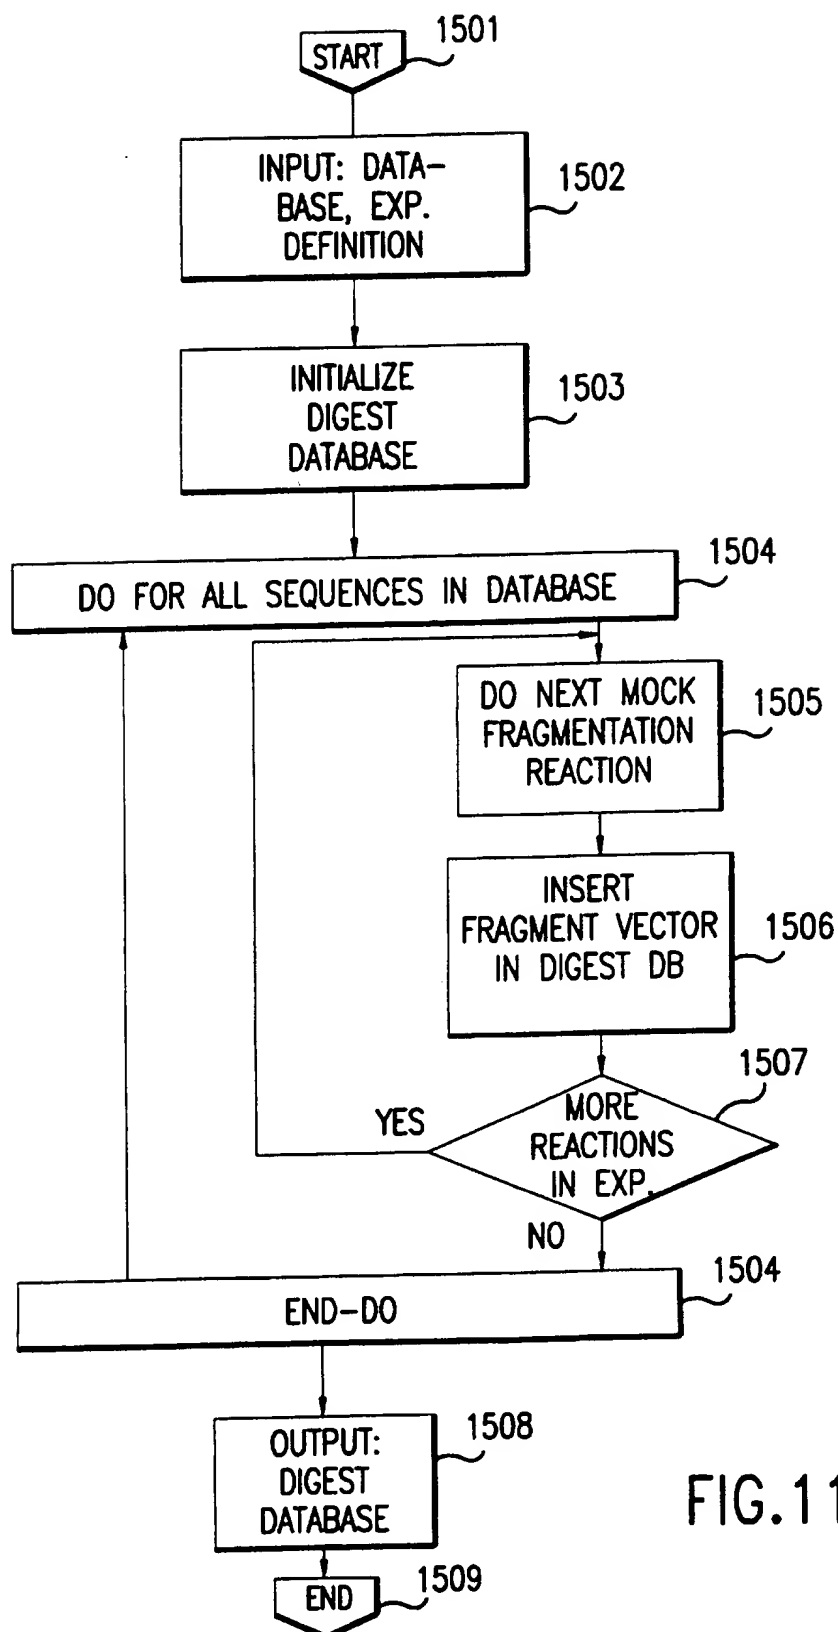 START
1501
INPUT: DATA-
BASE, EXP.
DEFINITION
1502
INITIALIZE
DIGEST
DATABASE
1503
DO FOR ALL SEQUENCES IN DATABASE
1504
DO NEXT MOCK
FRAGMENTATION
REACTION
1505
INSERT
FRAGMENT VECTOR
IN DIGEST DB
1506
MORE
REACTIONS
IN EXP.
1507
YES
NO
END-DO
1504
OUTPUT:
DIGEST
DATABASE
1508
END
1509
FIG.11